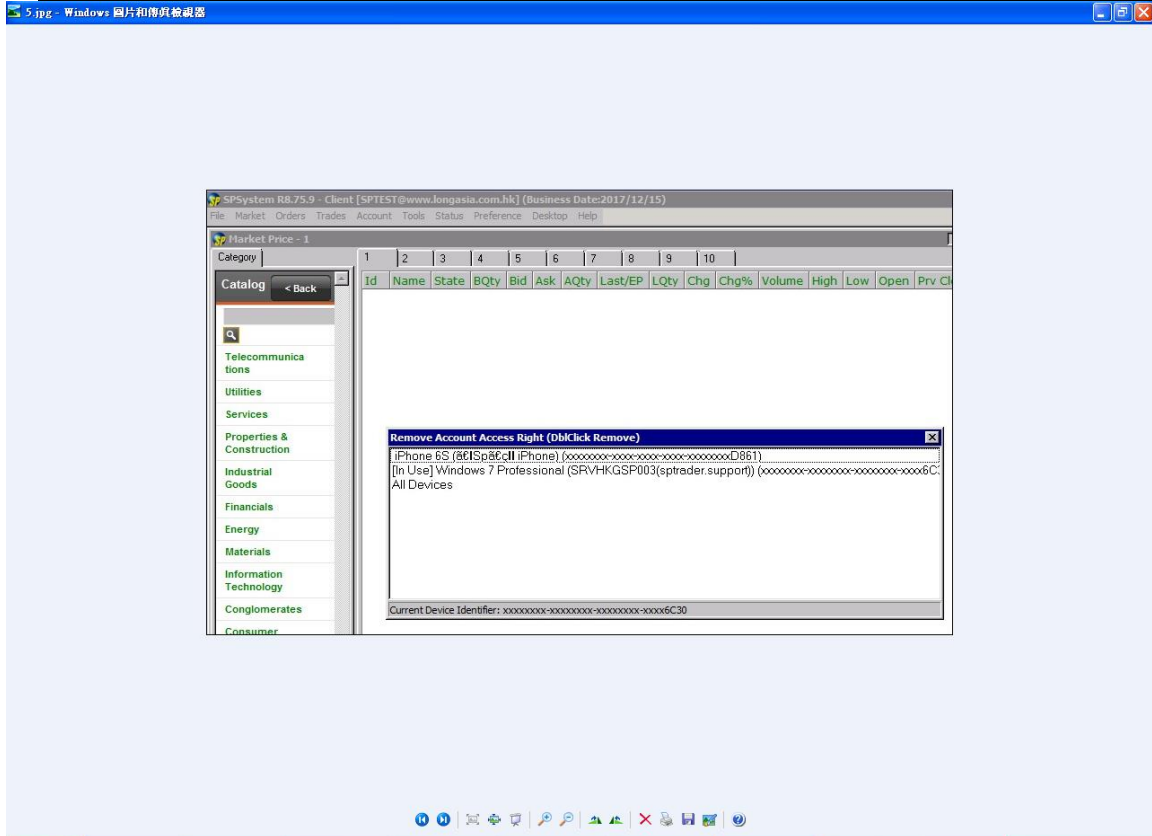 5.jpg - Windows 圖片和傳真檢視器
SPSystem R8.75.9 - Client [SPTEST@www.longasia.com.hk] (Business Date:2017/12/15)
File Market Orders Trades Account Tools Status Preference Desktop Help
Market Price - 1
Category 1 2 3 4 5 6 7 8 9 10
Catalog < Back Id Name State BQty Bid Ask AQty Last/EP LQty Chg Chg% Volume High Low Open Prv Cl
Telecommunica
tions
Utilities
Services
Properties &
Construction
Industrial
Goods
Financials
Energy
Materials
Information
Technology
Conglomerates
Consumer
Remove Account Access Right (DblClick Remove)
iPhone 6S (ã€ISpã€çII iPhone) (xxxxxxxx-xxxx-xxxx-xxxx-xxxxxxxxD861)
[In Use] Windows 7 Professional (SRVHKGSP003(sptrader.support)) (xxxxxxxx-xxxxxxxx-xxxxxxxx-xxxx6C
All Devices
Current Device Identifier: xxxxxxxx-xxxxxxxx-xxxxxxxx-xxxx6C30